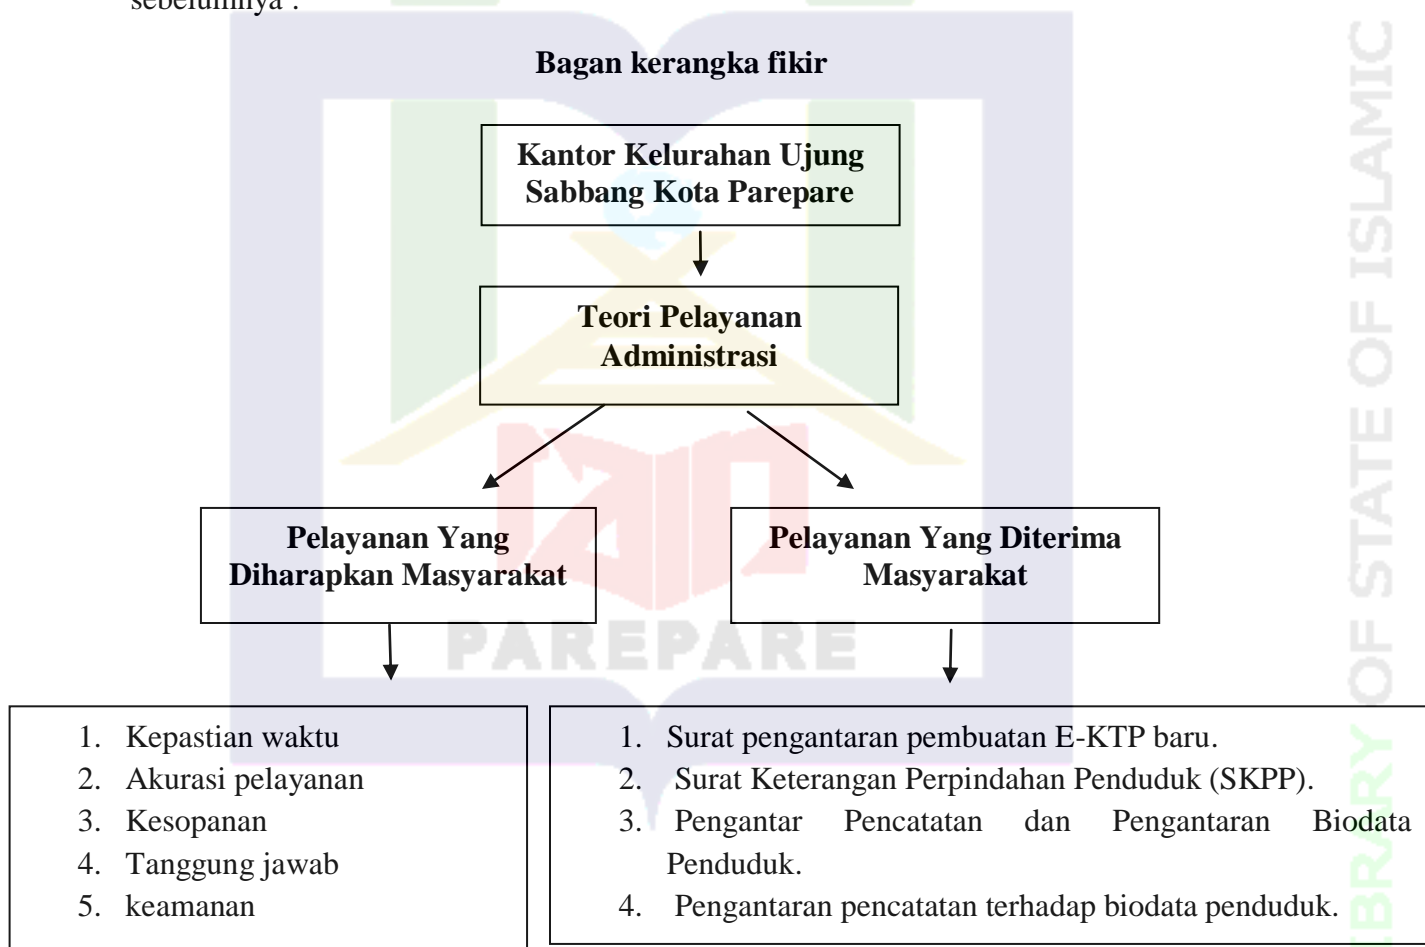 sebelumnya :
Bagan kerangka fikir
Kantor Kelurahan Ujung
Sabbang Kota Parepare
Teori Pelayanan
Administrasi
Pelayanan Yang
Diharapkan Masyarakat
Pelayanan Yang Diterima
Masyarakat
PAREPARE
1. Kepastian waktu
2. Akurasi pelayanan
3. Kesopanan
4. Tanggung jawab
5. keamanan
1. Surat pengantaran pembuatan E-KTP baru.
2. Surat Keterangan Perpindahan Penduduk (SKPP).
3. Pengantar Pencatatan dan Pengantaran Biodata
Penduduk.
4. Pengantaran pencatatan terhadap biodata penduduk.
OF STATE OF ISLAMIC